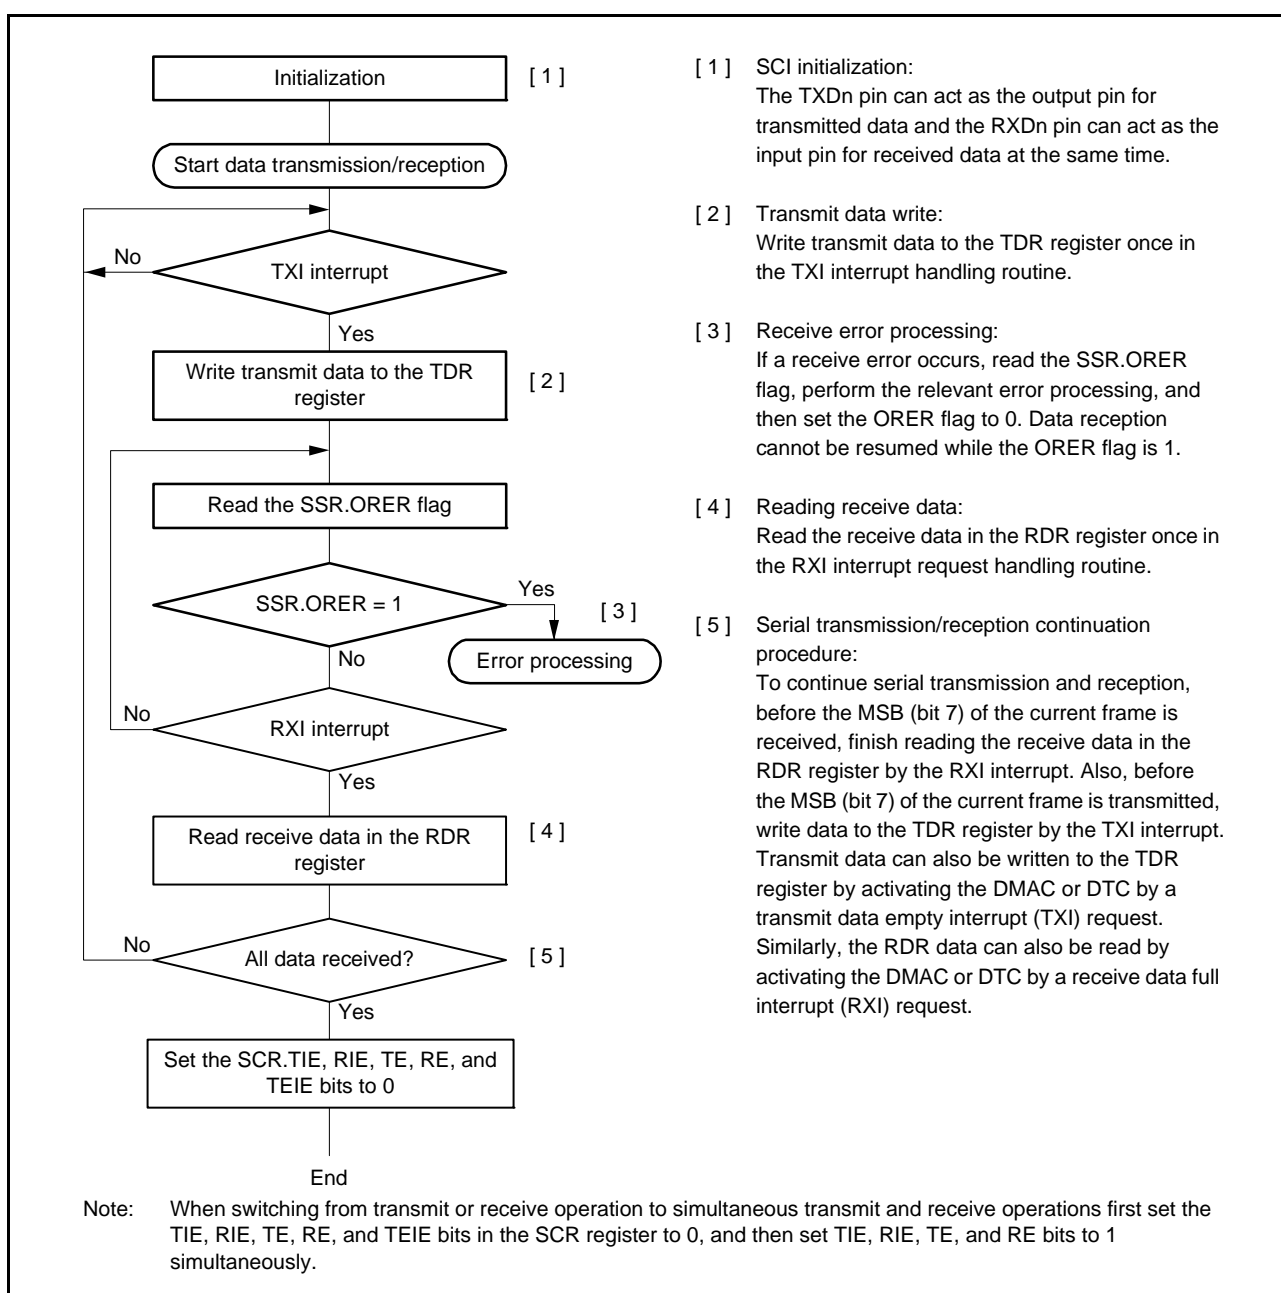 Initialization
[ 1 ]
Start data transmission/reception
No
TXI interrupt
Yes
Write transmit data to the TDR
register
[ 2 ]
Read the SSR.ORER flag
SSR.ORER = 1
Yes
[ 3 ]
Error processing
No
No
RXI interrupt
Yes
Read receive data in the RDR
register
[ 4 ]
No
All data received?
[ 5 ]
Yes
Set the SCR.TIE, RIE, TE, RE, and
TEIE bits to 0
End
[ 1 ] SCI initialization:
The TXDn pin can act as the output pin for
transmitted data and the RXDn pin can act as the
input pin for received data at the same time.
[ 2 ] Transmit data write:
Write transmit data to the TDR register once in
the TXI interrupt handling routine.
[ 3 ] Receive error processing:
If a receive error occurs, read the SSR.ORER
flag, perform the relevant error processing, and
then set the ORER flag to 0. Data reception
cannot be resumed while the ORER flag is 1.
[ 4 ] Reading receive data:
Read the receive data in the RDR register once in
the RXI interrupt request handling routine.
[ 5 ] Serial transmission/reception continuation
procedure:
To continue serial transmission and reception,
before the MSB (bit 7) of the current frame is
received, finish reading the receive data in the
RDR register by the RXI interrupt. Also, before
the MSB (bit 7) of the current frame is transmitted,
write data to the TDR register by the TXI interrupt.
Transmit data can also be written to the TDR
register by activating the DMAC or DTC by a
transmit data empty interrupt (TXI) request.
Similarly, the RDR data can also be read by
activating the DMAC or DTC by a receive data full
interrupt (RXI) request.
Note: When switching from transmit or receive operation to simultaneous transmit and receive operations first set the
TIE, RIE, TE, RE, and TEIE bits in the SCR register to 0, and then set TIE, RIE, TE, and RE bits to 1
simultaneously.